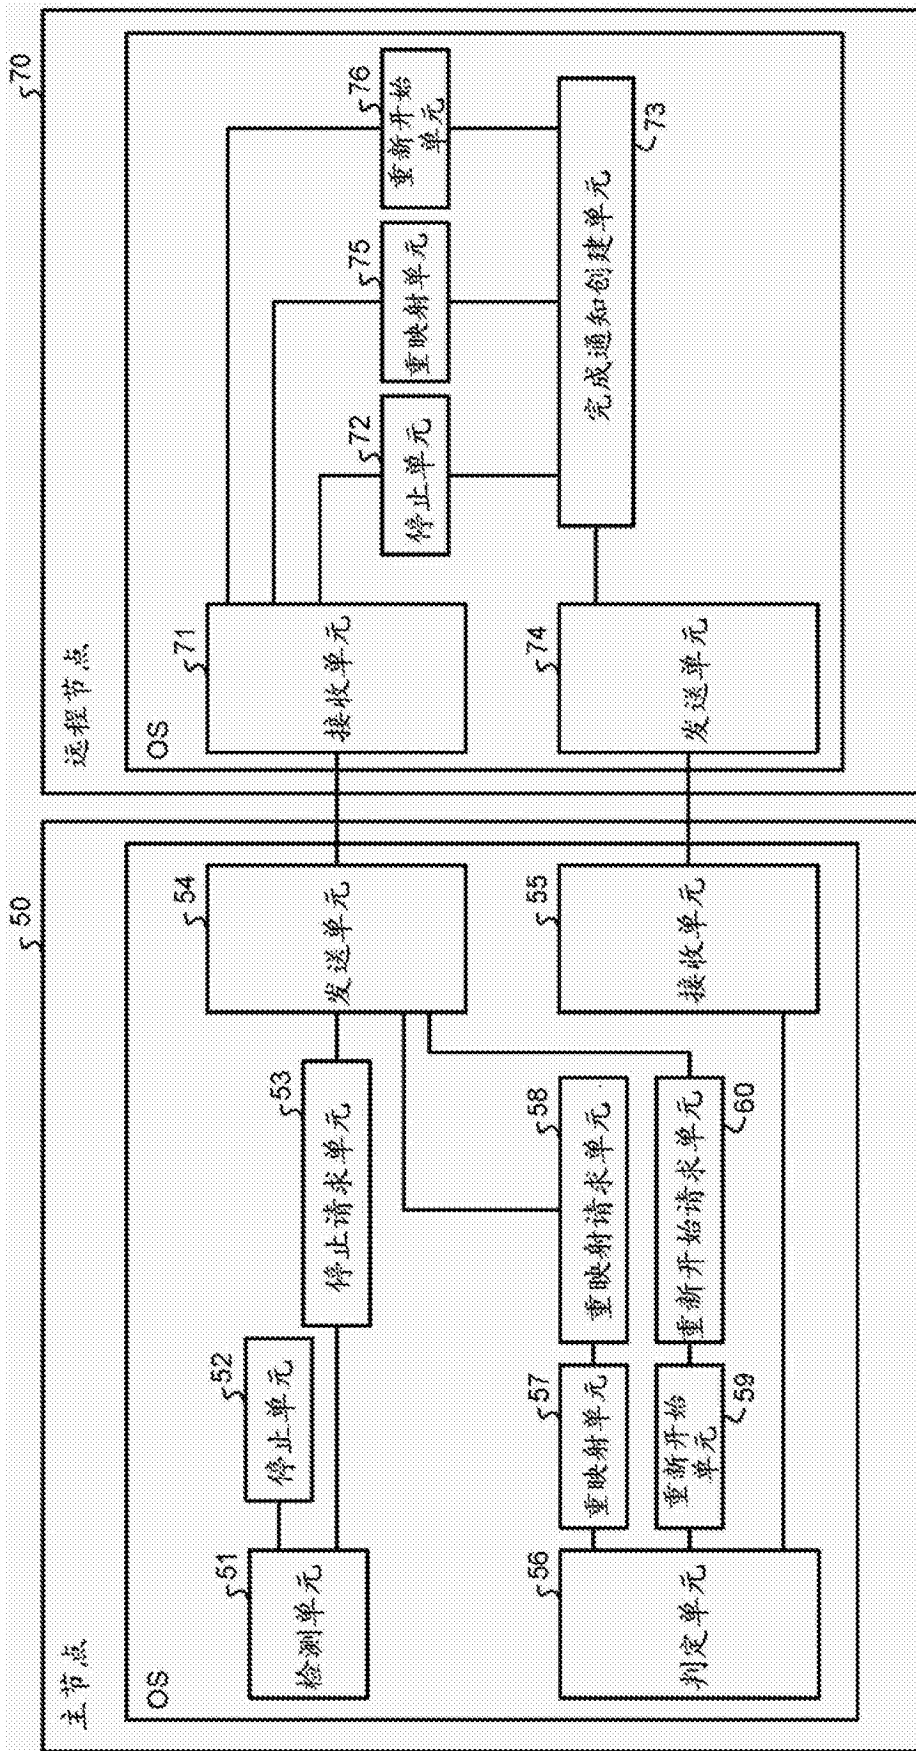 主节点
50
OS
检测单元
51
停止单元
52
停止请求单元
53
发送单元
54
接收单元
55
判定单元
56
重映射单元
57
重映射请求单元
58
重新开始
单元
59
重新开始请求单元
60
远程节点
70
OS
接收单元
71
停止单元
72
重映射单元
75
重新开始
单元
76
完成通知创建单元
73
发送单元
74